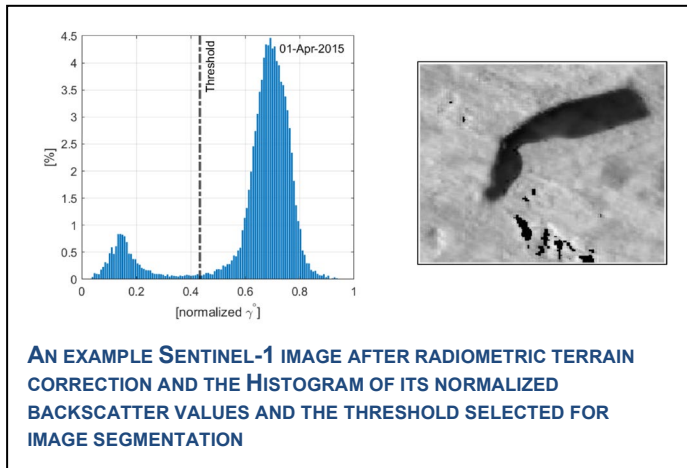 4.5
4
3.5
3
2.5
2
1.5
1
0.5
0
[%]
Threshold
01-Apr-2015
0 0.2 0.4 0.6 0.8 1
[normalized γ°]
AN EXAMPLE SENTINEL-1 IMAGE AFTER RADIOMETRIC TERRAIN
CORRECTION AND THE HISTOGRAM OF ITS NORMALIZED
BACKSCATTER VALUES AND THE THRESHOLD SELECTED FOR
IMAGE SEGMENTATION